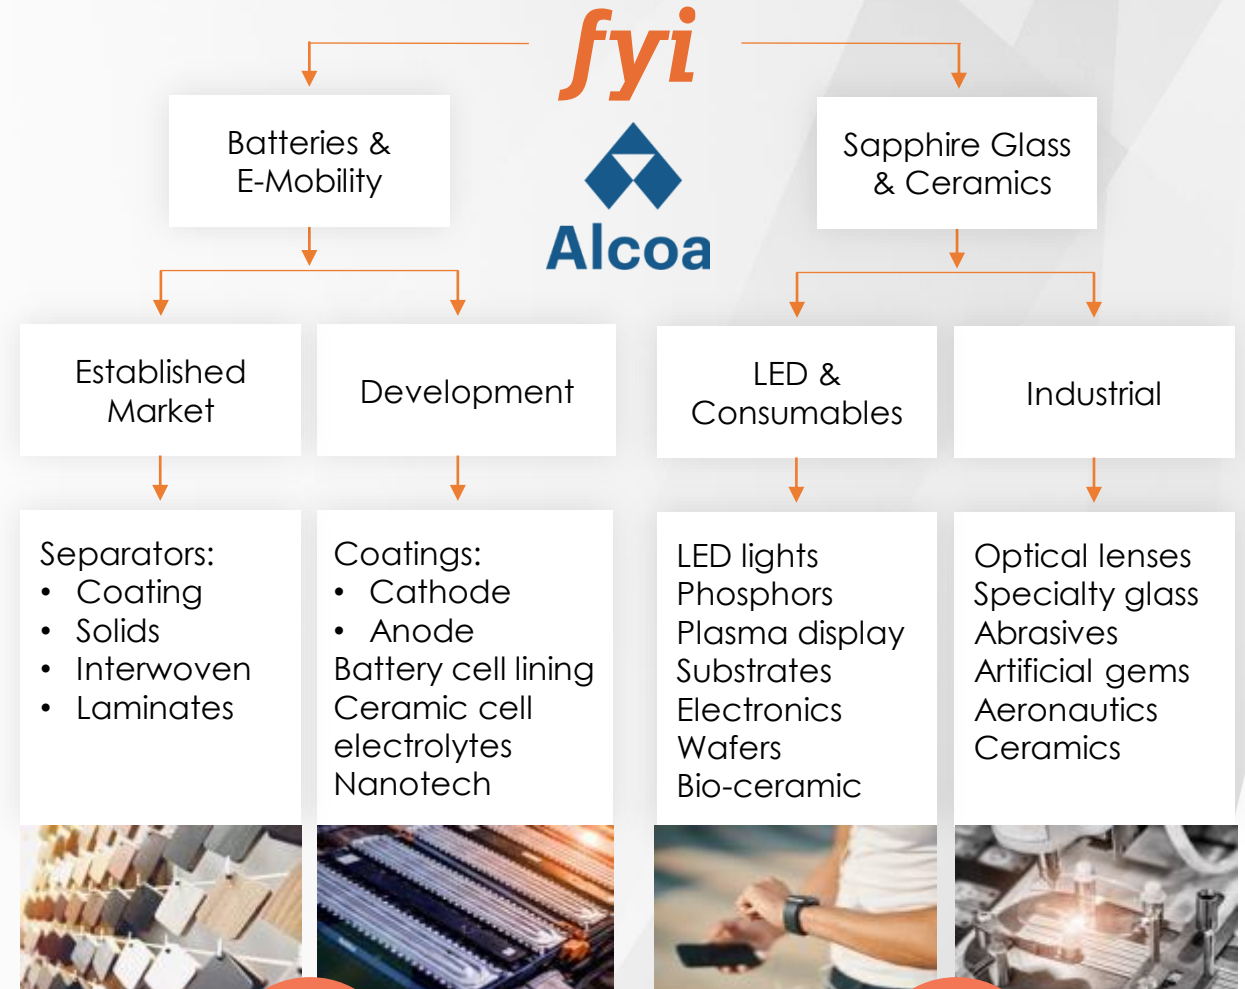 fyi
Alcoa
Batteries &
E-Mobility
Sapphire Glass
& Ceramics
Established
Market
Development
LED &
Consumables
Industrial
Separators:
• Coating
• Solids
• Interwoven
• Laminates
Coatings:
• Cathode
• Anode
Battery cell lining
Ceramic cell
electrolytes
Nanotech
LED lights
Phosphors
Plasma display
Substrates
Electronics
Wafers
Bio-ceramic
Optical lenses
Specialty glass
Abrasives
Artificial gems
Aeronautics
Ceramics